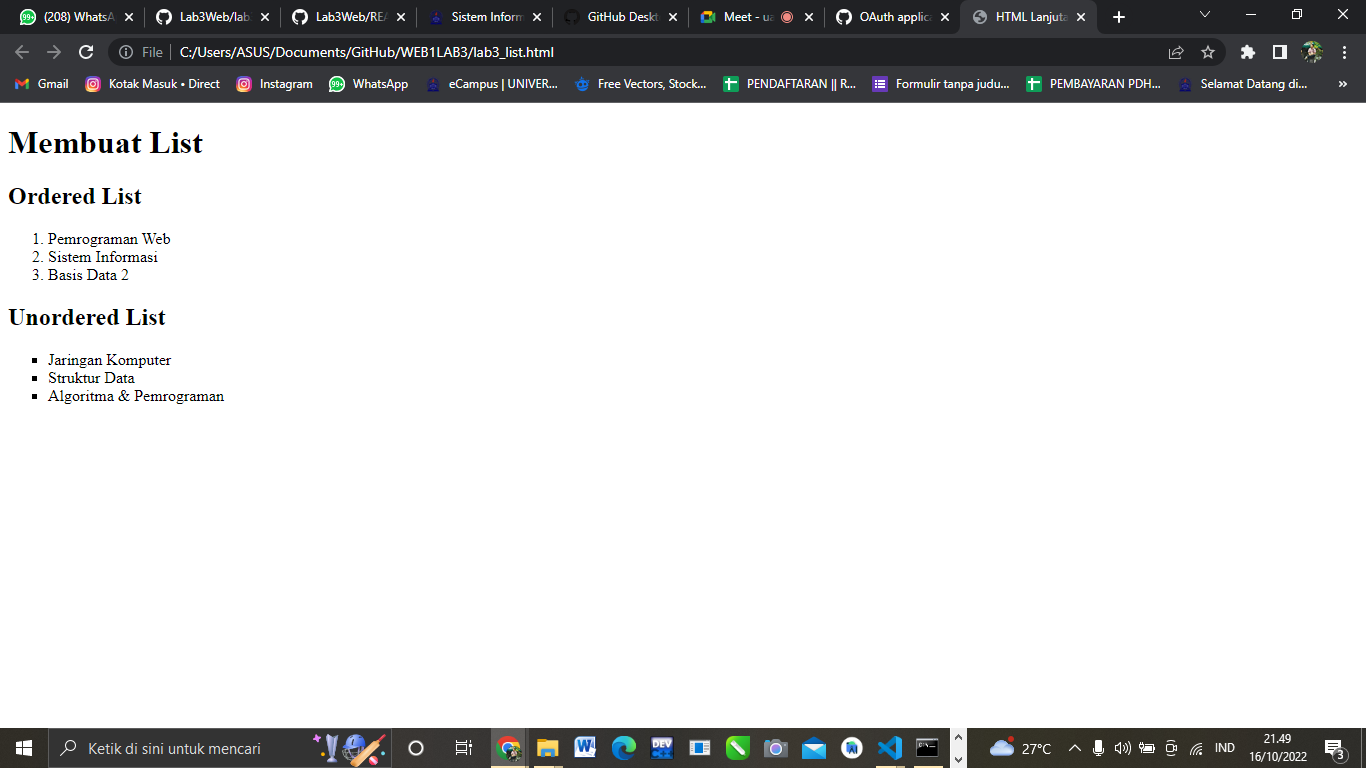 (208) WhatsA
Lab3Web/lab
Lab3Web/REA
Sistem Inform
GitHub Deskt
Meet - ua
OAuth applica
HTML Lanjuta
File
C:/Users/ASUS/Documents/GitHub/WEB1LAB3/lab3_list.html
Gmail
Kotak Masuk • Direct
Instagram
WhatsApp
eCampus | UNIVER...
Free Vectors, Stock...
PENDAFTARAN || R...
Formulir tanpa judu...
PEMBAYARAN PDH...
Selamat Datang di...
»
Membuat List
Ordered List
1. Pemrograman Web
2. Sistem Informasi
3. Basis Data 2
Unordered List
▪ Jaringan Komputer
▪ Struktur Data
▪ Algoritma & Pemrograman
Ketik di sini untuk mencari
27°C
IND
21.49
16/10/2022
3